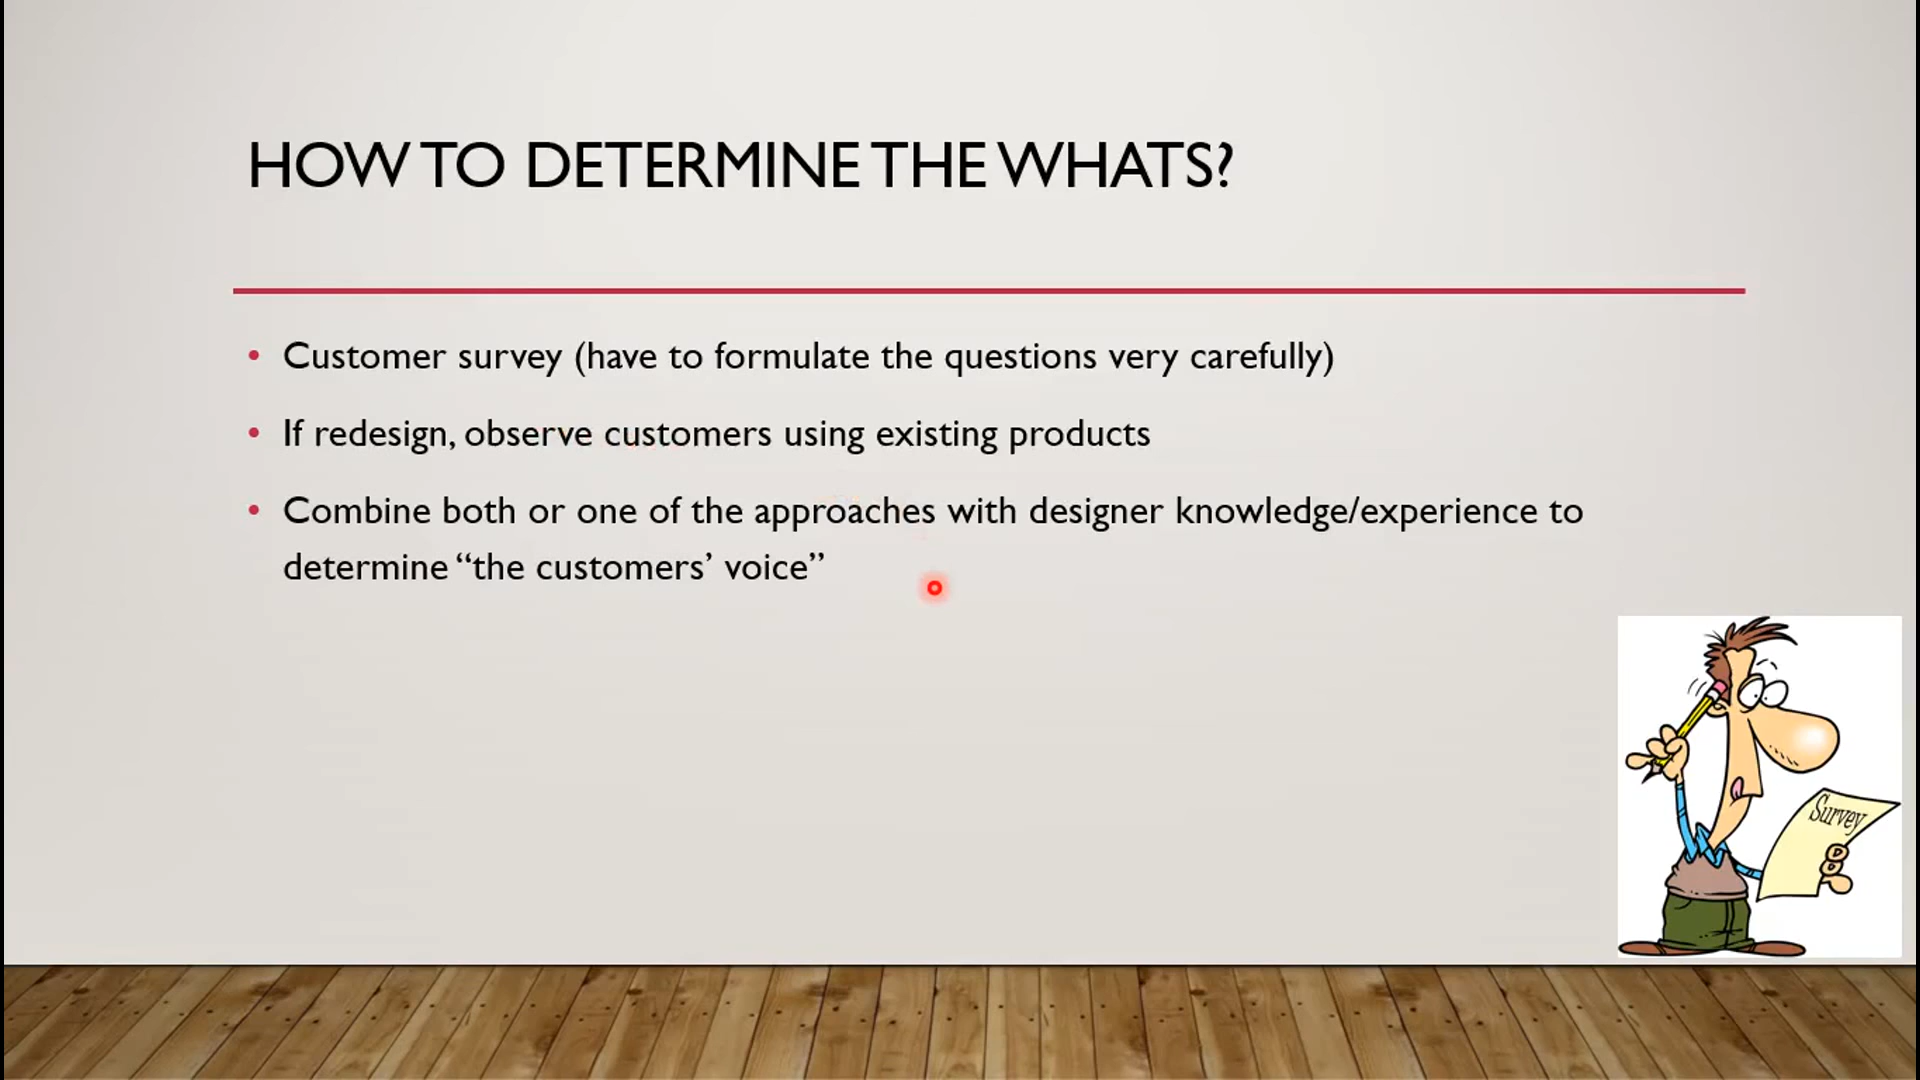 HOW TO DETERMINE THE WHATS?
• Customer survey (have to formulate the questions very carefully)
• If redesign, observe customers using existing products
• Combine both or one of the approaches with designer knowledge/experience to
determine “the customers’ voice”
Survey